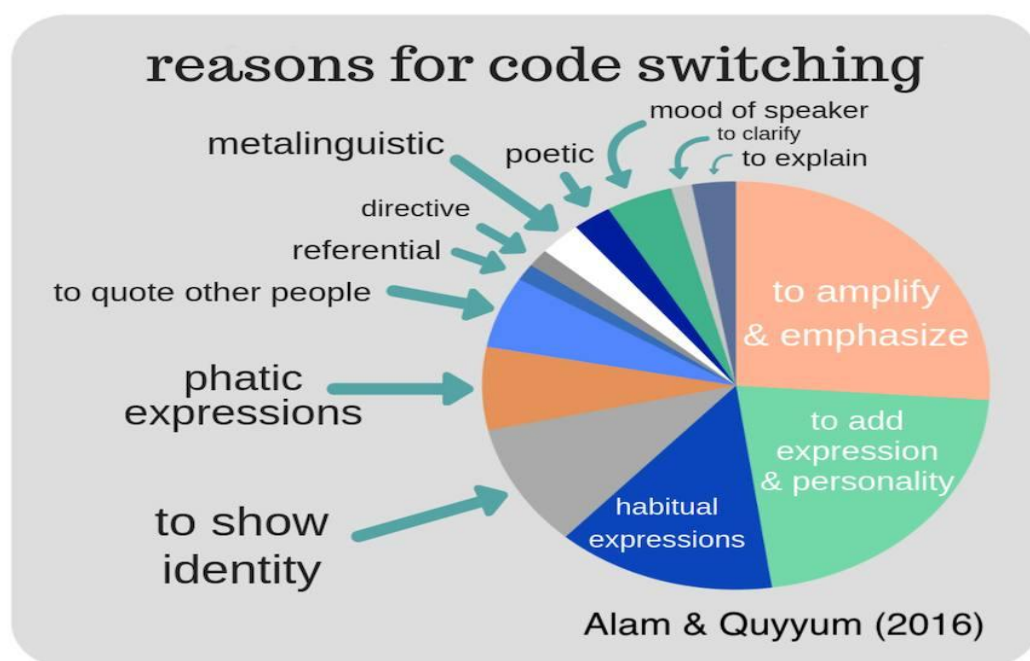 reasons for code switching
mood of speaker
to clarify
to explain
poetic
metalinguistic
directive
referential
to quote other people
phatic
expressions
to show
identity
to amplify
& emphasize
to add
expression
& personality
habitual
expressions
Alam & Quyyum (2016)